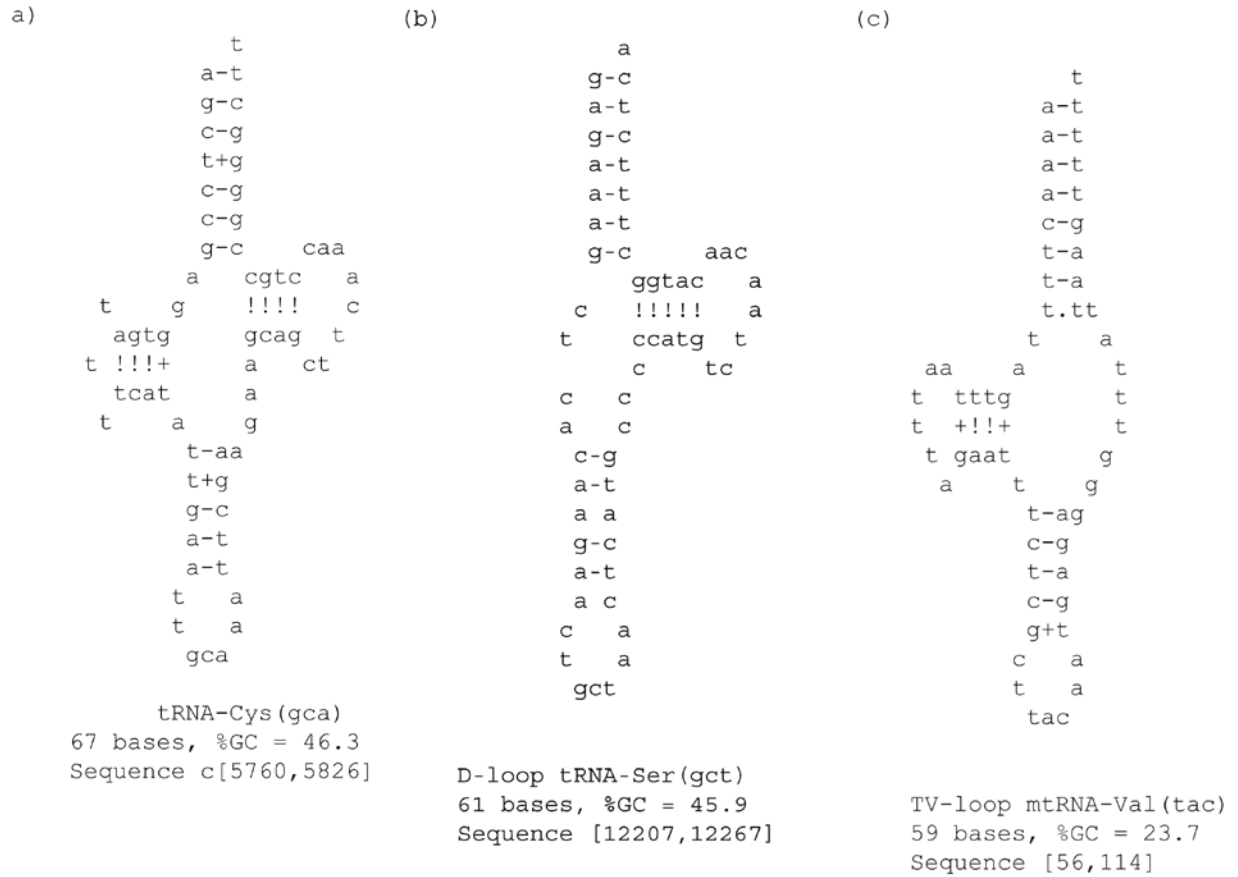 a)
t
a-t
g-c
c-g
t+g
c-g
c-g
g-c caa
a cgtc a
t g !!!! c
agtg gcag t
t !!!+ a ct
tcat a
t a g
t-aa
t+g
g-c
a-t
a-t
t a
t a
gca
tRNA-Cys(gca)
67 bases, %GC = 46.3
Sequence c[5760,5826]
(b)
a
g-c
a-t
g-c
a-t
a-t
a-t
g-c aac
ggtac a
c !!!!! a
t ccatg t
c tc
c c
a c
c-g
a-t
a a
g-c
a-t
a c
c a
t a
gct
D-loop tRNA-Ser(gct)
61 bases, %GC = 45.9
Sequence [12207,12267]
(c)
t
a-t
a-t
a-t
a-t
c-g
t-a
t-a
t.tt
t a
aa a t
t tttg t
t +!!+ t
t gaat g
a t g
t-ag
c-g
t-a
c-g
g+t
c a
t a
tac
TV-loop mtRNA-Val(tac)
59 bases, %GC = 23.7
Sequence [56,114]